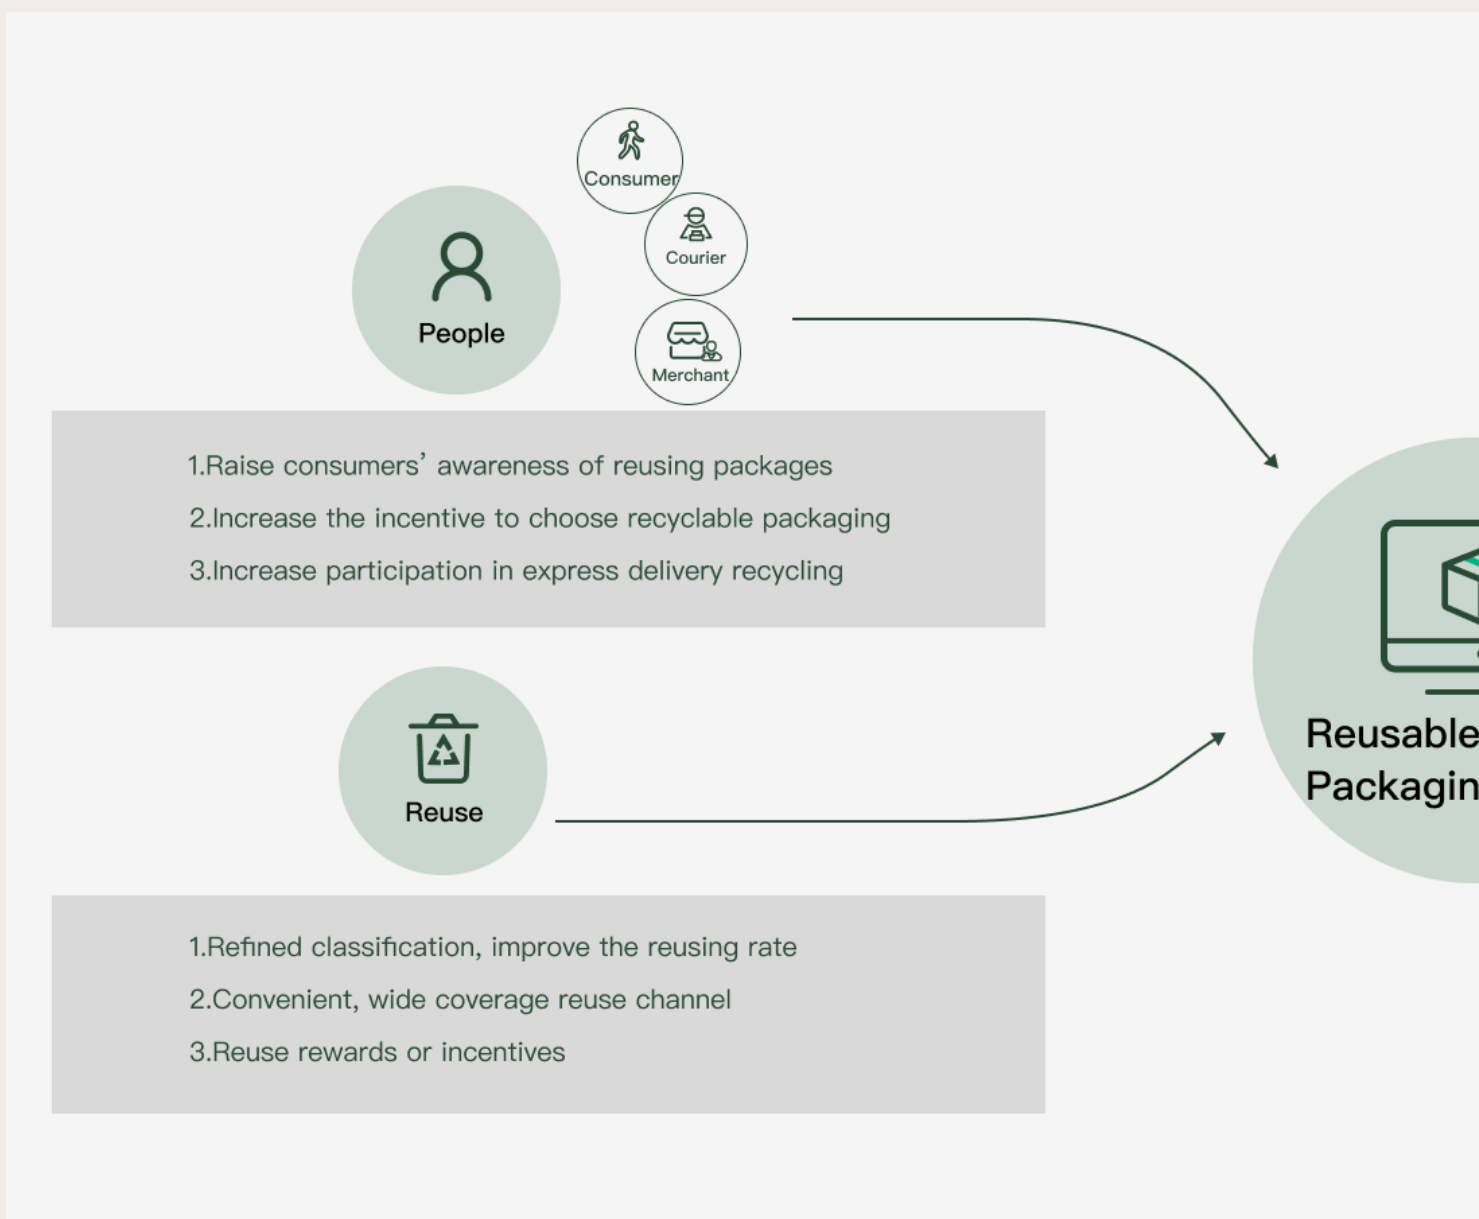 Consumer
Courier
People
Merchant
1.Raise consumers’ awareness of reusing packages
2.Increase the incentive to choose recyclable packaging
3.Increase participation in express delivery recycling
Reusable
Packagin
Reuse
1.Refined classification, improve the reusing rate
2.Convenient, wide coverage reuse channel
3.Reuse rewards or incentives